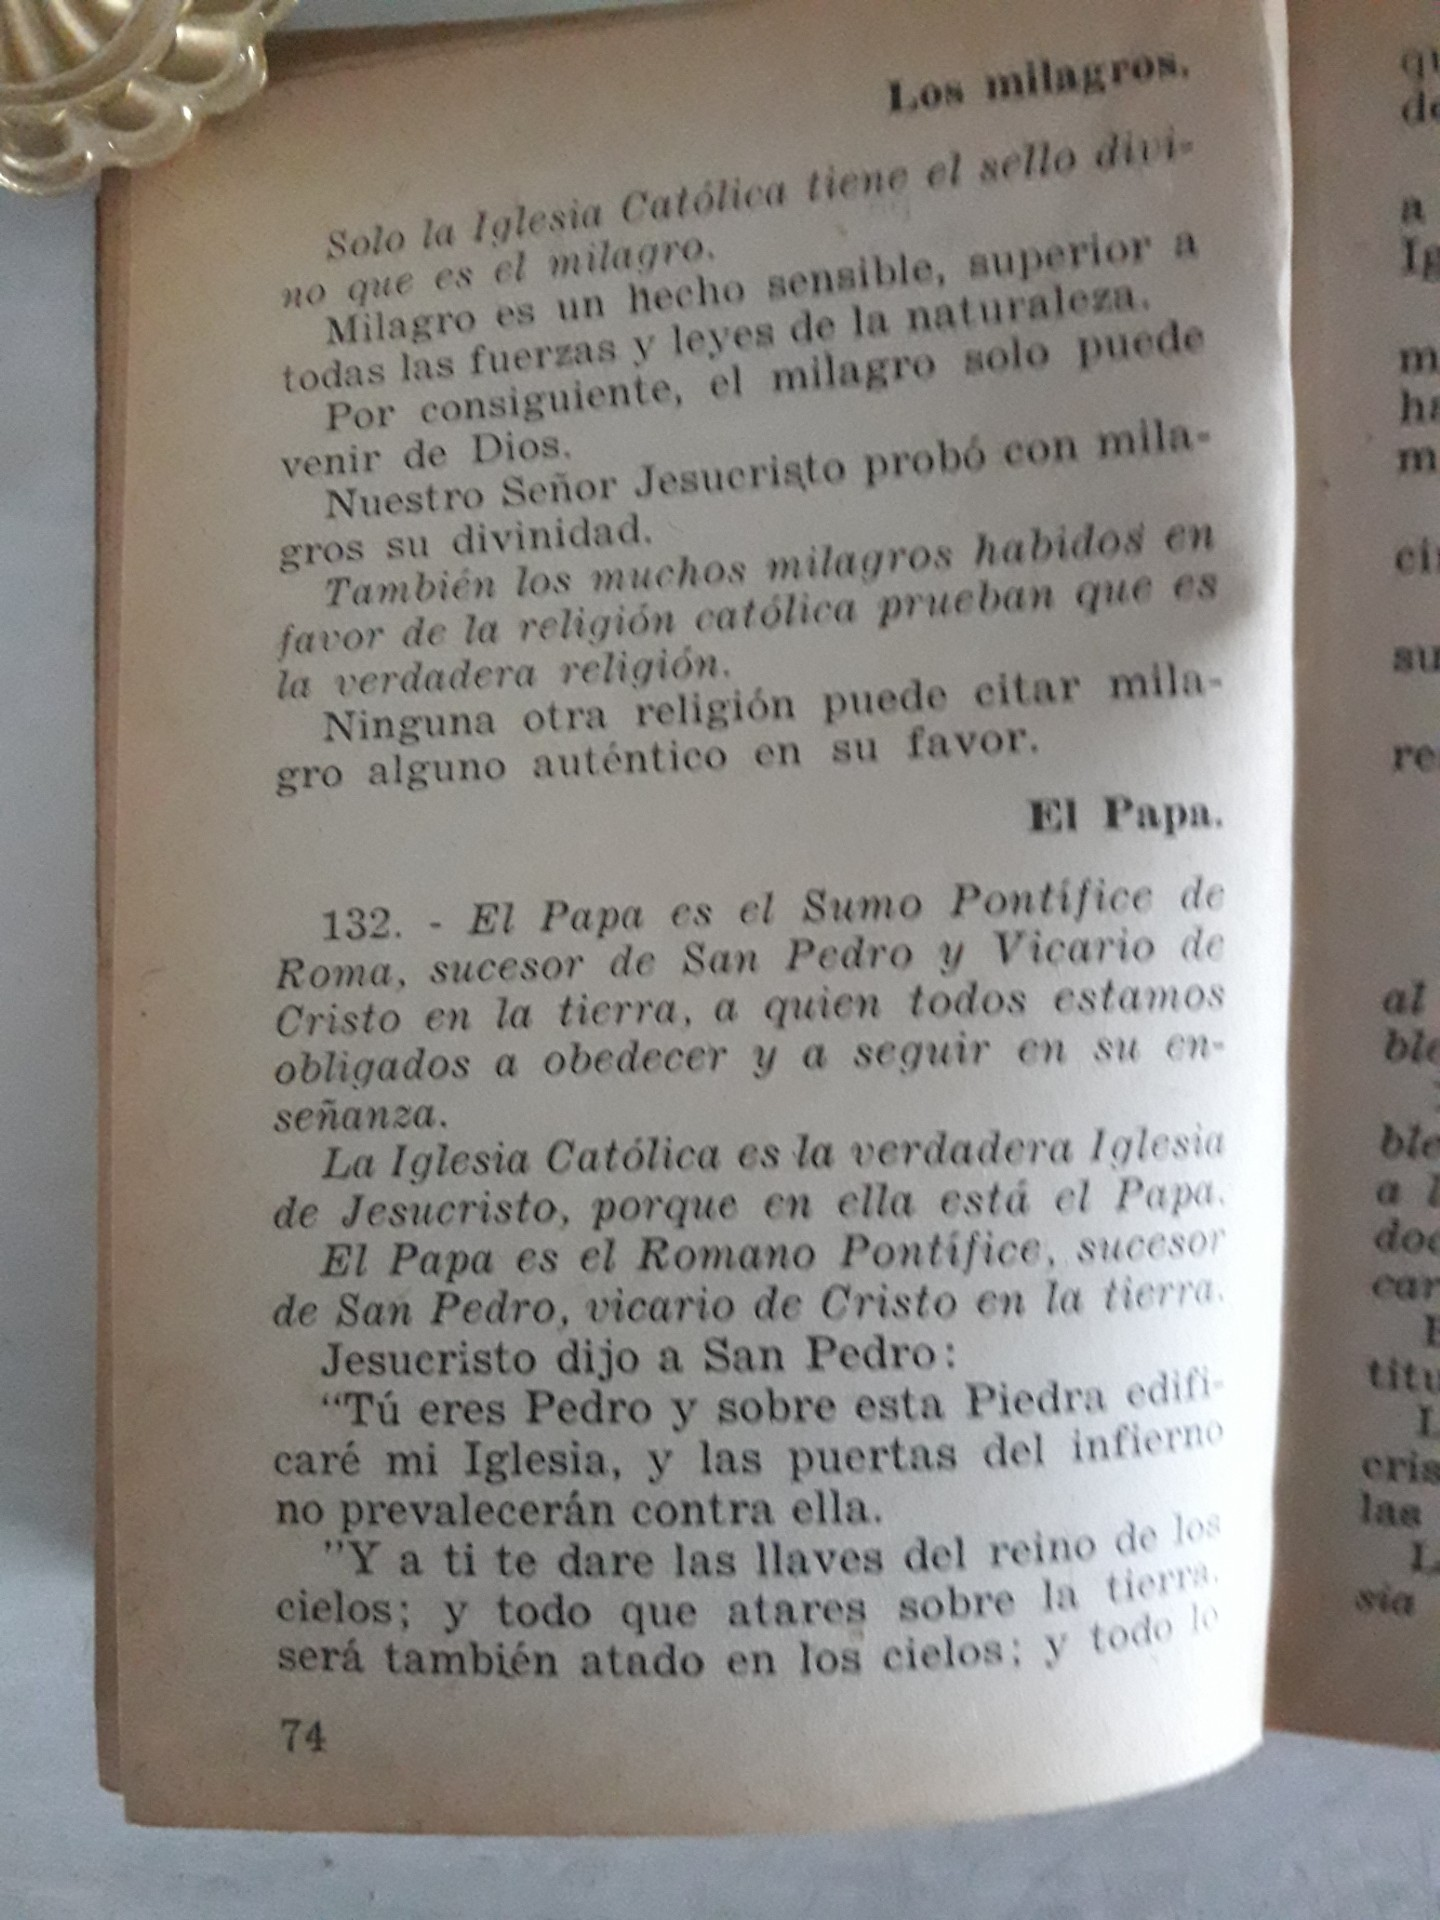 Los milagros.
Solo la Iglesia Católica tiene el sello divi-
no que es el milagro.
Milagro es un hecho sensible, superior a
todas las fuerzas y leyes de la naturaleza.
Por consiguiente, el milagro solo puede
venir de Dios.
Nuestro Señor Jesucristo probó con mila-
gros su divinidad.
También los muchos milagros habidos en
favor de la religión católica prueban que es
la verdadera religión.
Ninguna otra religión puede citar mila-
gro alguno auténtico en su favor.
El Papa.
132. - El Papa es el Sumo Pontífice de
Roma, sucesor de San Pedro y Vicario de
Cristo en la tierra, a quien todos estamos
obligados a obedecer y a seguir en su en-
señanza.
La Iglesia Católica es la verdadera Iglesia
de Jesucristo, porque en ella está el Papa.
El Papa es el Romano Pontífice, sucesor
de San Pedro, vicario de Cristo en la tierra.
Jesucristo dijo a San Pedro:
“Tú eres Pedro y sobre esta Piedra edifi-
caré mi Iglesia, y las puertas del infierno
no prevalecerán contra ella.
”Y a ti te dare las llaves del reino de los
cielos; y todo que atares sobre la tierra,
será también atado en los cielos; y todo lo
74